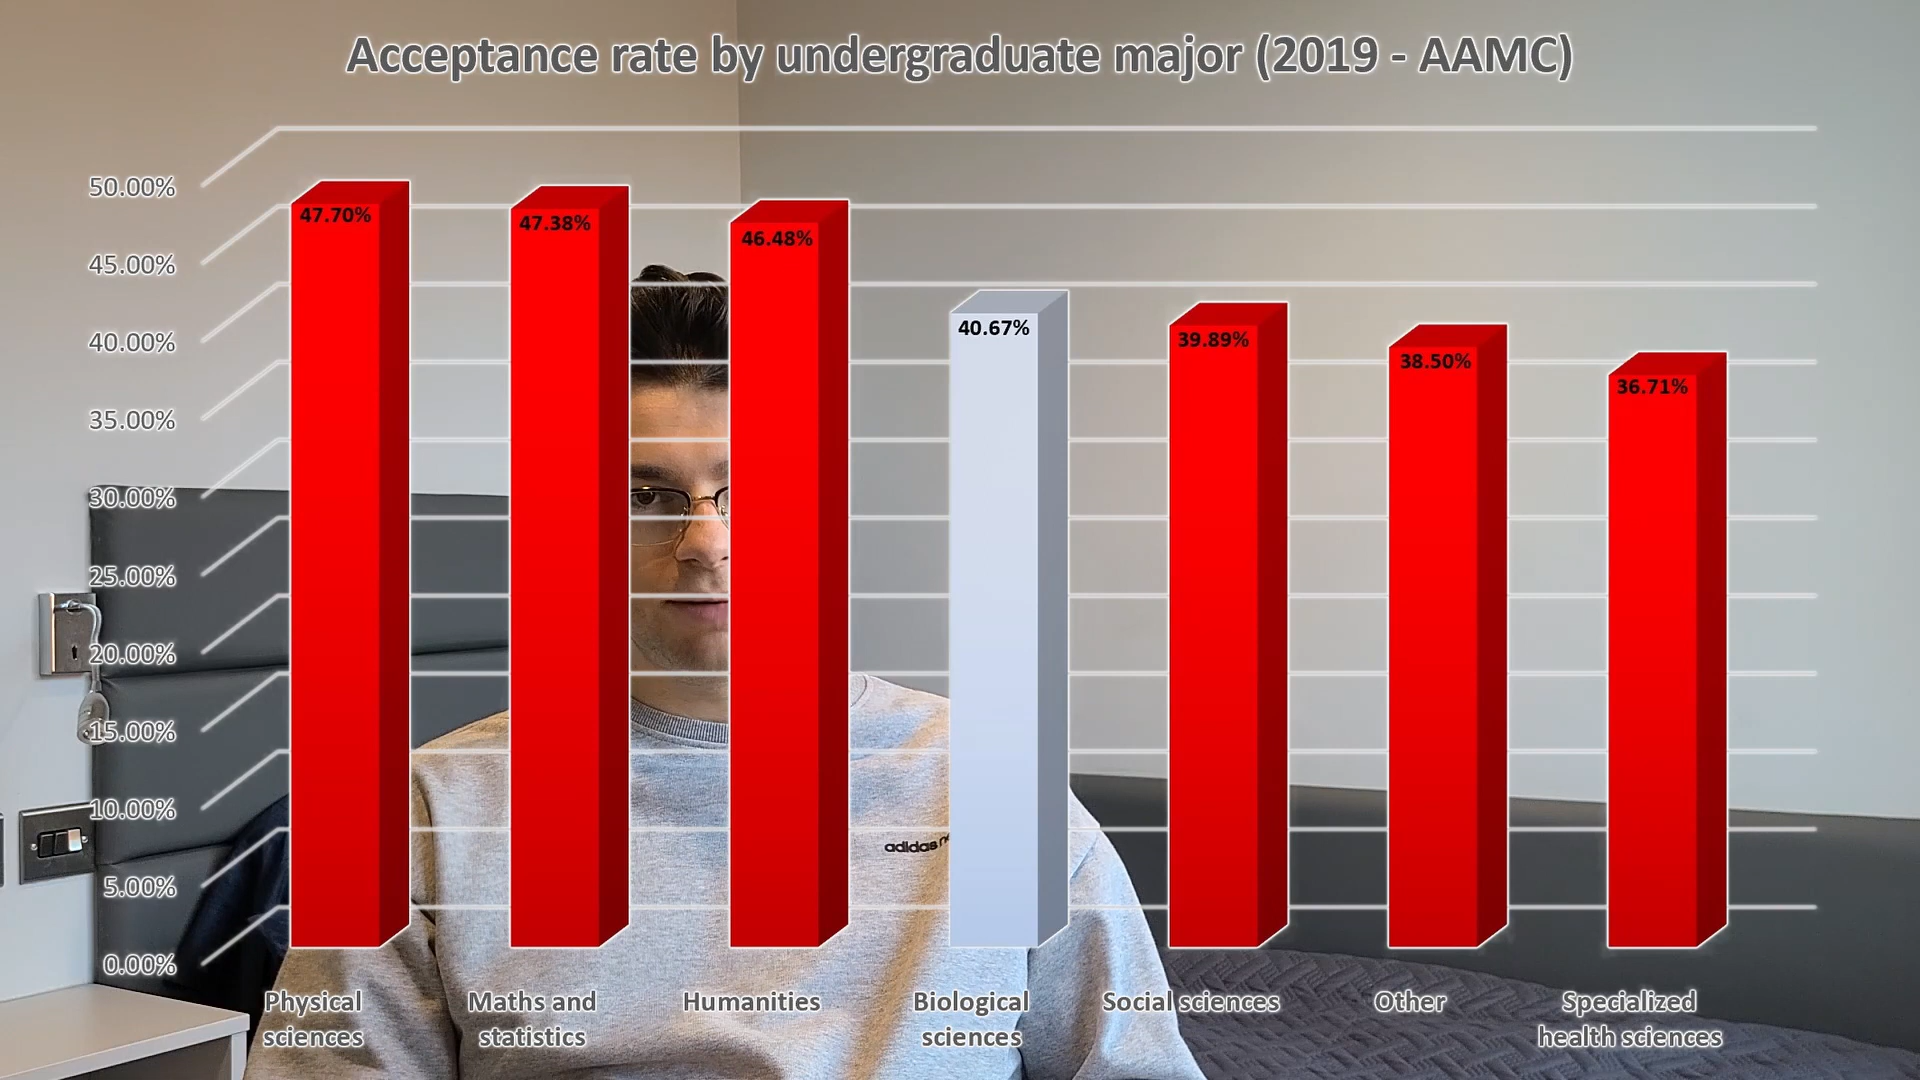 Acceptance rate by undergraduate major (2019 - AAMC)
50.00%
45.00%
40.00%
35.00%
30.00%
25.00%
20.00%
15.00%
10.00%
5.00%
0.00%
47.70%
47.38%
46.48%
40.67%
39.89%
38.50%
36.71%
adidas
Physical
sciences
Maths and
statistics
Humanities
Biological
sciences
Social sciences
Other
Specialized
health sciences